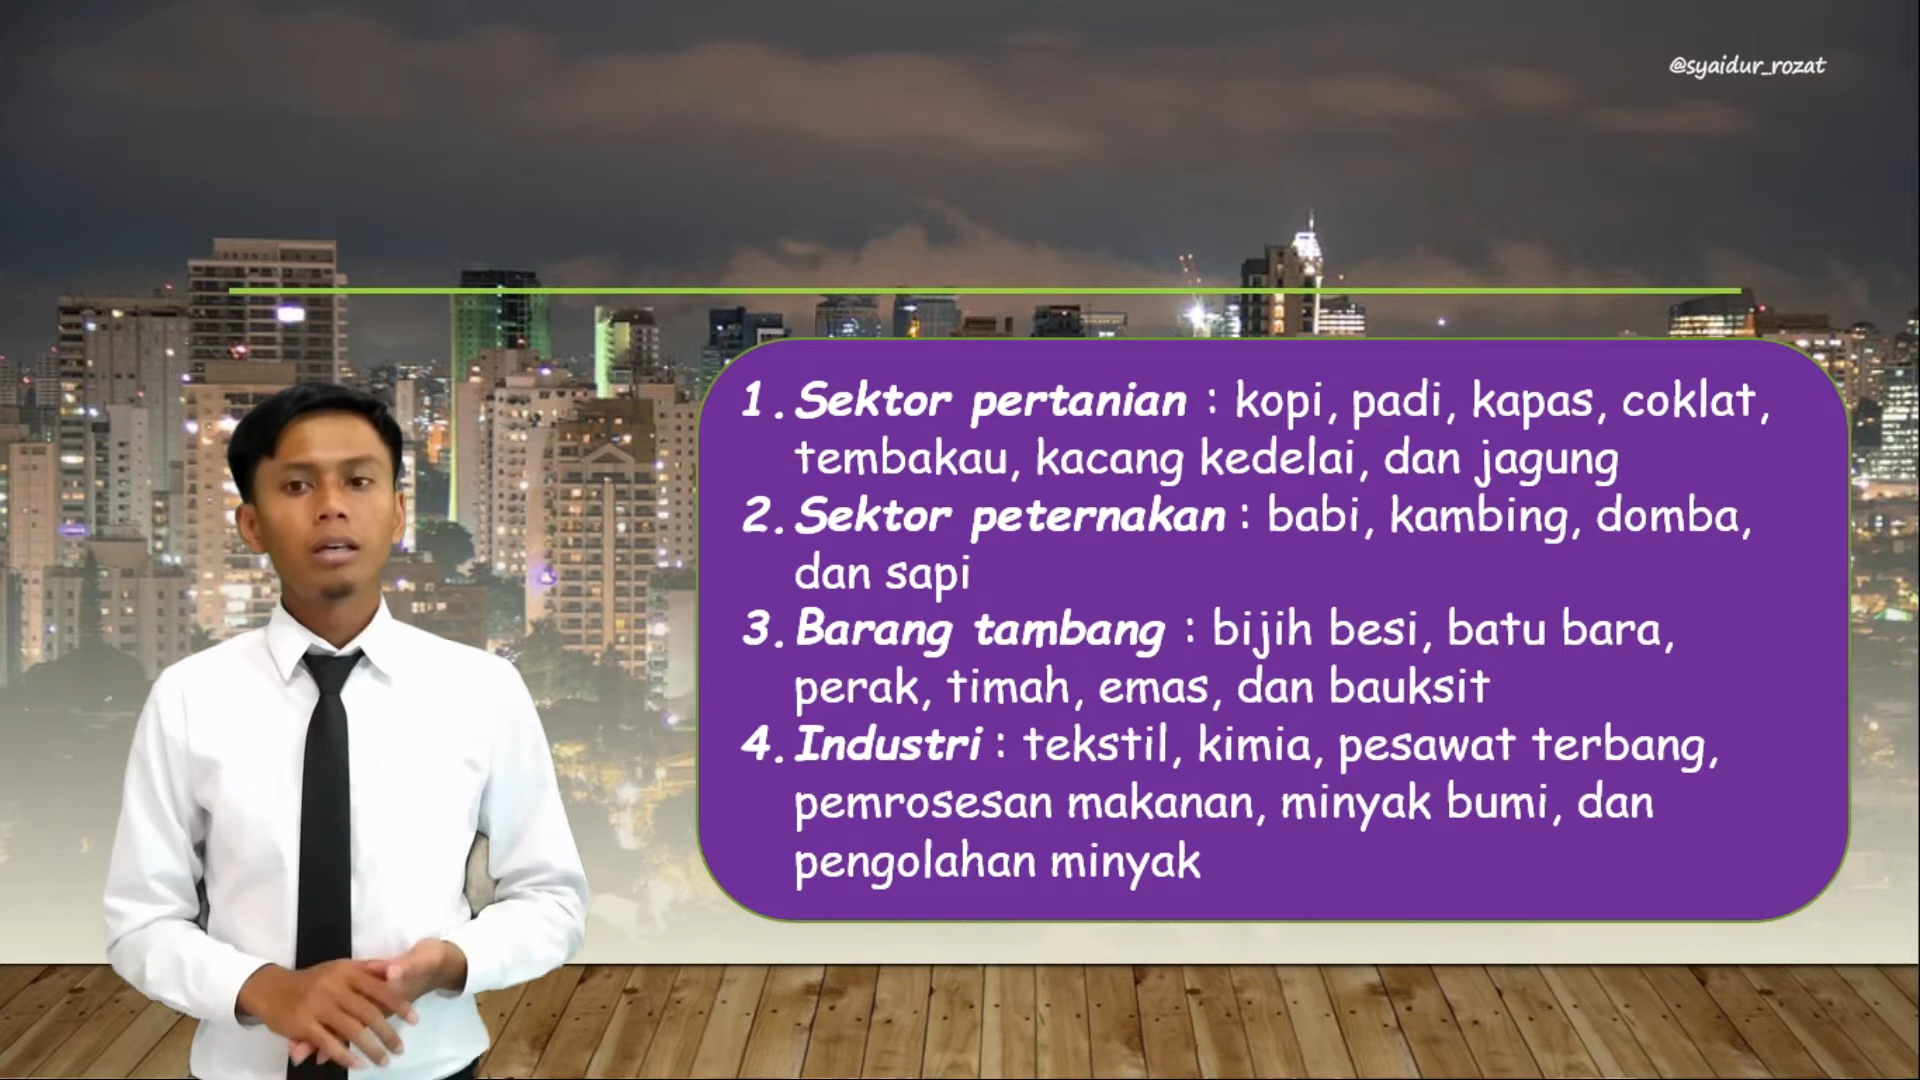 @syaidur_rozat
1. Sektor pertanian : kopi, padi, kapas, coklat,
tembakau, kacang kedelai, dan jagung
2. Sektor peternakan : babi, kambing, domba,
dan sapi
3. Barang tambang : bijih besi, batu bara,
perak, timah, emas, dan bauksit
4. Industri : tekstil, kimia, pesawat terbang,
pemrosesan makanan, minyak bumi, dan
pengolahan minyak